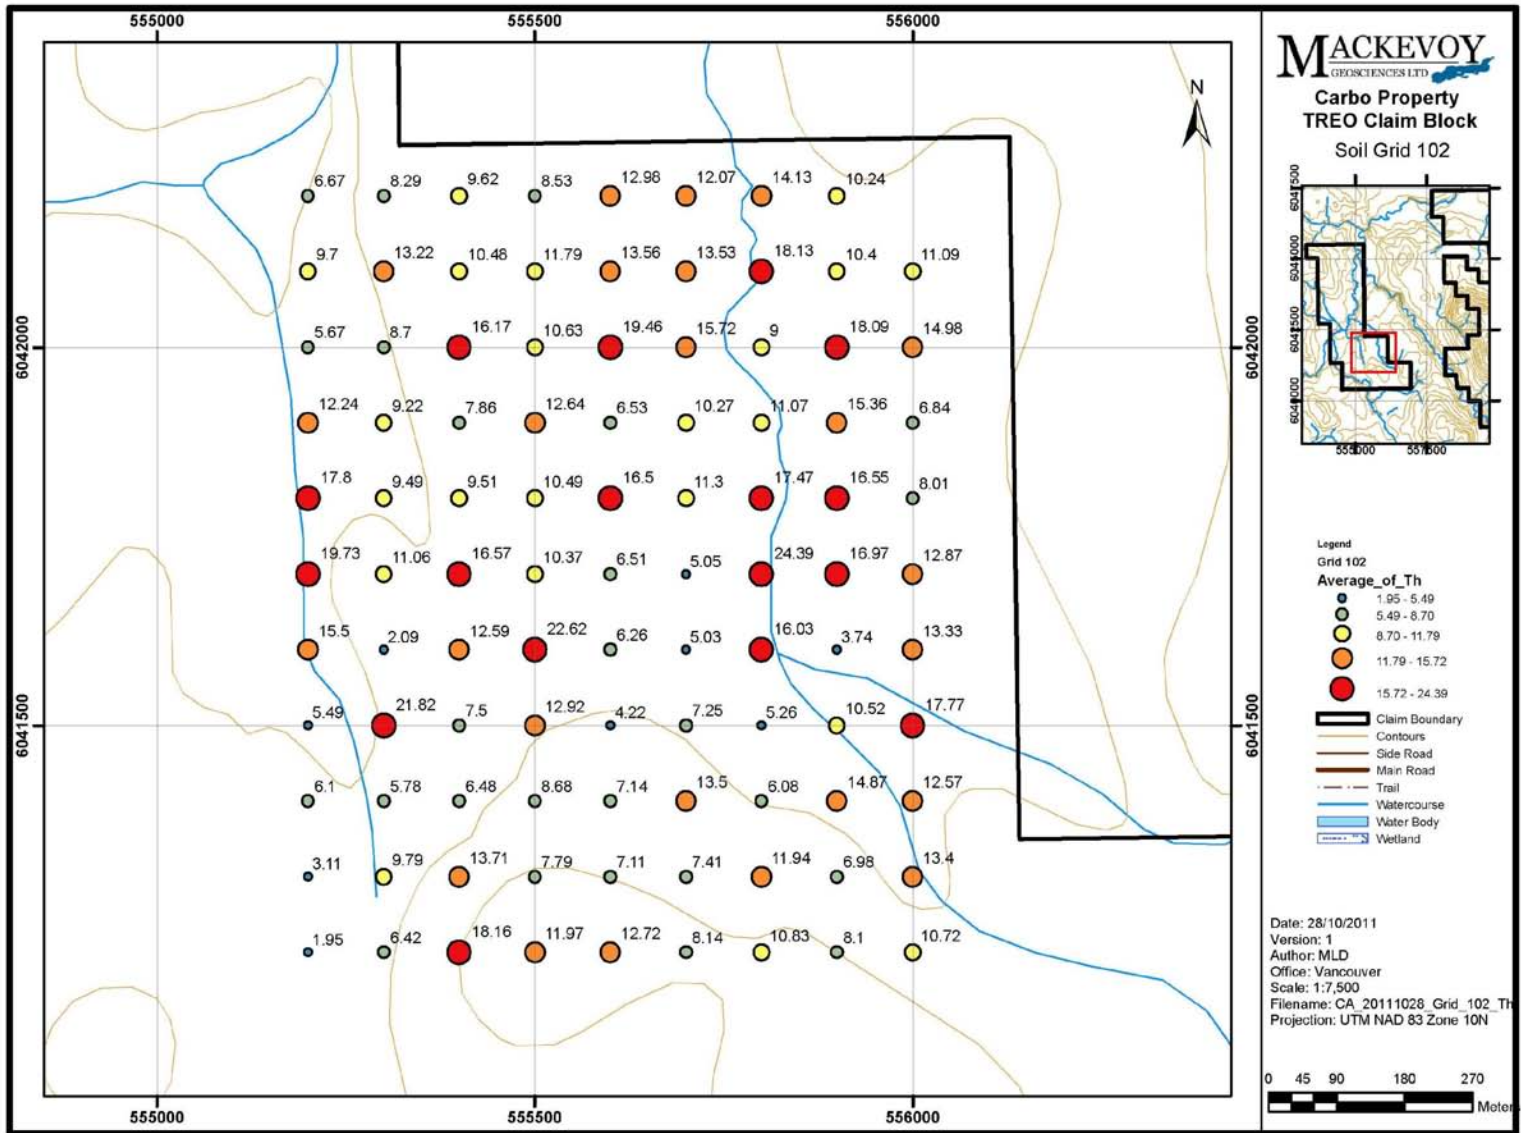 555000 555500 556000
N
6.67 8.29 9.62 8.53 12.98 12.07 14.13 10.24
9.7 13.22 10.48 11.79 13.56 13.53 18.13 10.4 11.09
5.67 8.7 16.17 10.63 19.46 15.72 9 18.09 14.98
6042000 6042000
12.24 9.22 7.86 12.64 6.53 10.27 11.07 15.36 6.84
17.8 9.49 9.51 10.49 16.5 11.3 17.47 16.55 8.01
19.73 11.06 16.57 10.37 6.51 5.05 24.39 16.97 12.87
15.5 2.09 12.59 22.62 6.26 5.03 16.03 3.74 13.33
5.49 21.82 7.5 12.92 4.22 7.25 5.26 10.52 17.77
6041500 6041500
6.1 5.78 6.48 8.68 7.14 13.5 6.08 14.87 12.57
3.11 9.79 13.71 7.79 7.11 7.41 11.94 6.98 13.4
1.95 6.42 18.16 11.97 12.72 8.14 10.83 8.1 10.72
555000 555500 556000
MACKEVOY
GEOSCIENCES LTD
Carbo Property
TREO Claim Block
Soil Grid 102
6047500
6045000
6042500
6040000
555000 557500
Legend
Grid 102
Average_of_Th
1.95 - 5.49
5.49 - 8.70
8.70 - 11.79
11.79 - 15.72
15.72 - 24.39
Claim Boundary
Contours
Side Road
Main Road
Trail
Watercourse
Water Body
Wetland
Date: 28/10/2011
Version: 1
Author: MLD
Office: Vancouver
Scale: 1:7,500
Filename: CA_20111028_Grid_102_Th
Projection: UTM NAD 83 Zone 10N
0 45 90 180 270
Meters